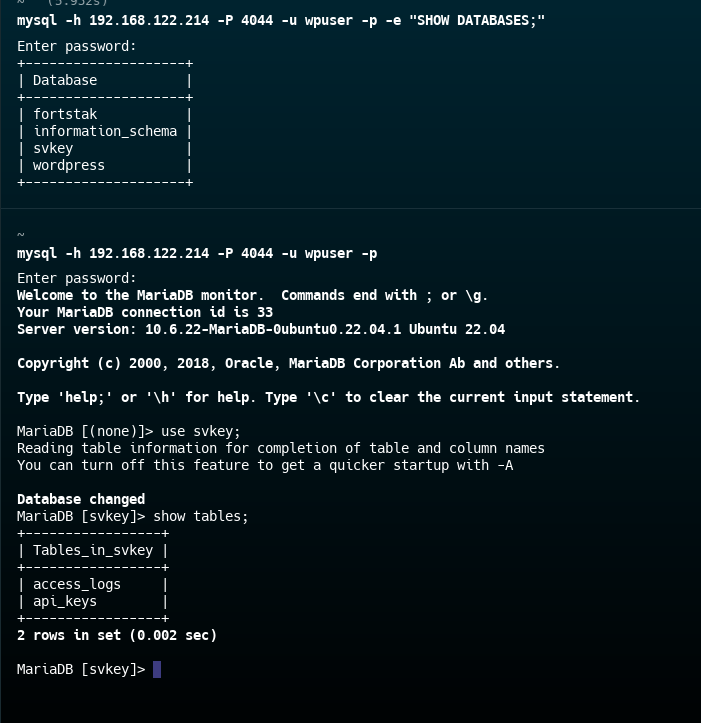 ~ (5.952s)
mysql -h 192.168.122.214 -P 4044 -u wpuser -p -e "SHOW DATABASES;"
Enter password:
+--------------------+
| Database           |
+--------------------+
| fortstak           |
| information_schema |
| svkey              |
| wordpress          |
+--------------------+
~
mysql -h 192.168.122.214 -P 4044 -u wpuser -p
Enter password:
Welcome to the MariaDB monitor.  Commands end with ; or \g.
Your MariaDB connection id is 33
Server version: 10.6.22-MariaDB-0ubuntu0.22.04.1 Ubuntu 22.04

Copyright (c) 2000, 2018, Oracle, MariaDB Corporation Ab and others.

Type 'help;' or '\h' for help. Type '\c' to clear the current input statement.

MariaDB [(none)]> use svkey;
Reading table information for completion of table and column names
You can turn off this feature to get a quicker startup with -A

Database changed
MariaDB [svkey]> show tables;
+-----------------+
| Tables_in_svkey |
+-----------------+
| access_logs     |
| api_keys        |
+-----------------+
2 rows in set (0.002 sec)

MariaDB [svkey]>